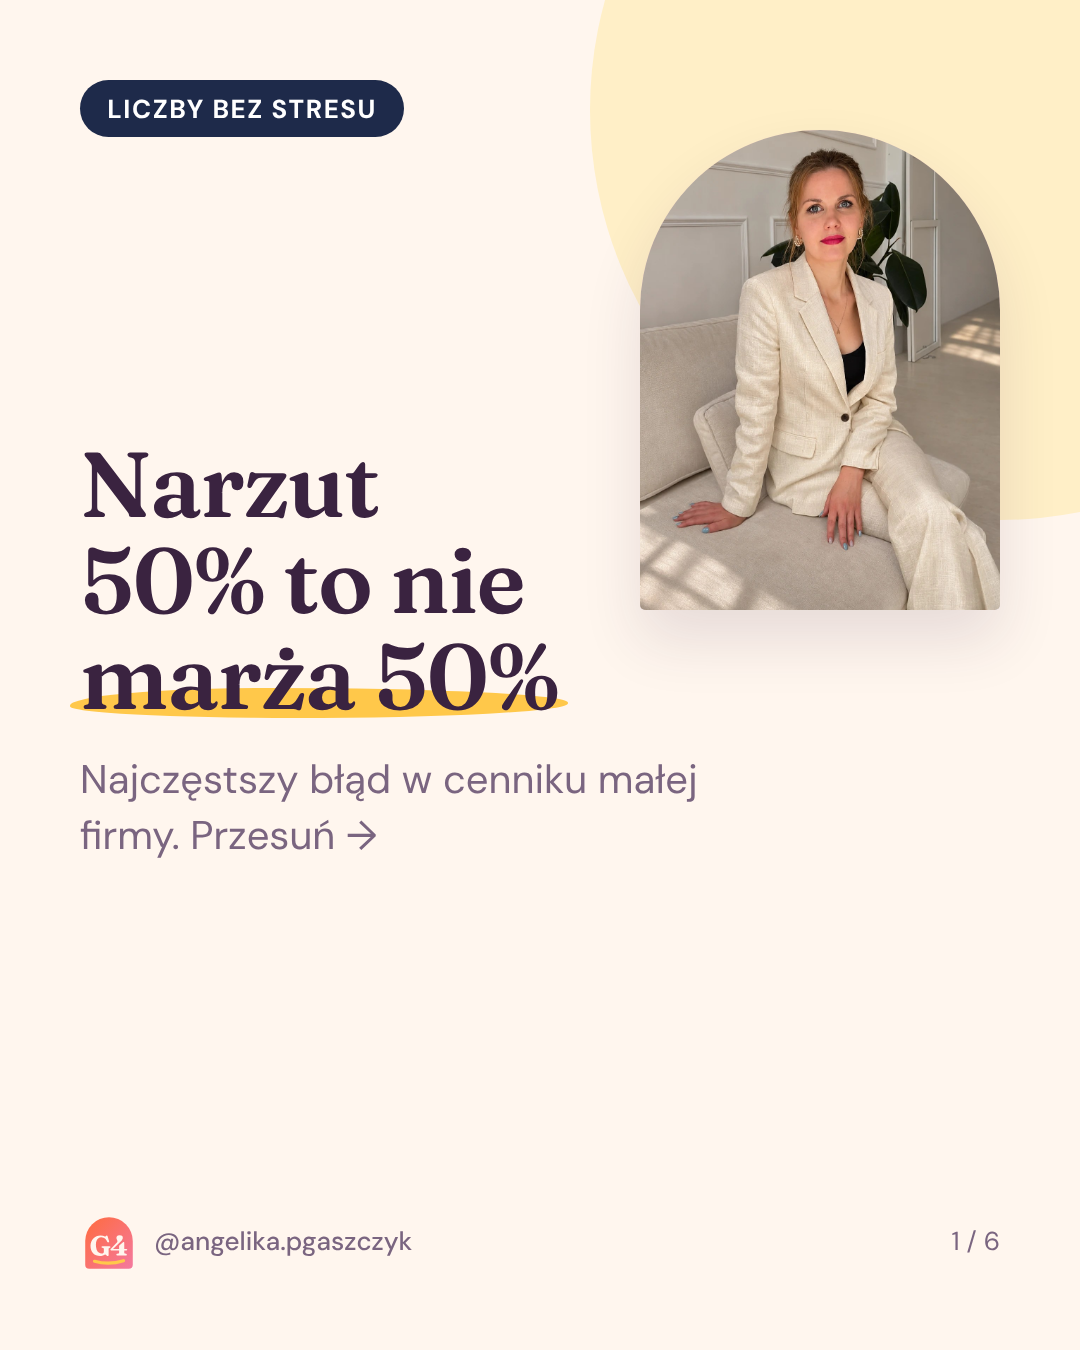 LICZBY BEZ STRESU
Narzut
50% to nie
marża 50%
Najczęstszy błąd w cenniku małej
firmy. Przesuń →
G4
@angelika.pgaszczyk
1 / 6